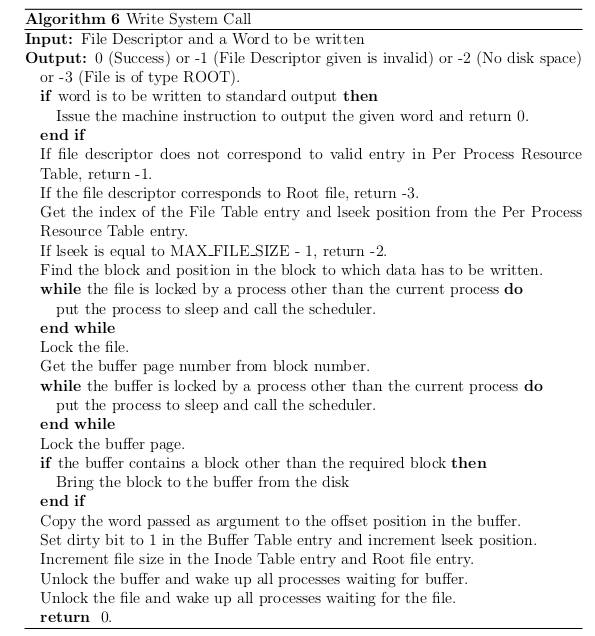 Algorithm 6 Write System Call
Input: File Descriptor and a Word to be written
Output: 0 (Success) or -1 (File Descriptor given is invalid) or -2 (No disk space)
or -3 (File is of type ROOT).
if word is to be written to standard output then
Issue the machine instruction to output the given word and return 0.
end if
If file descriptor does not correspond to valid entry in Per Process Resource
Table, return -1.
If the file descriptor corresponds to Root file, return -3.
Get the index of the File Table entry and lseek position from the Per Process
Resource Table entry.
If lseek is equal to MAX_FILE_SIZE - 1, return -2.
Find the block and position in the block to which data has to be written.
while the file is locked by a process other than the current process do
put the process to sleep and call the scheduler.
end while
Lock the file.
Get the buffer page number from block number.
while the buffer is locked by a process other than the current process do
put the process to sleep and call the scheduler.
end while
Lock the buffer page.
if the buffer contains a block other than the required block then
Bring the block to the buffer from the disk
end if
Copy the word passed as argument to the offset position in the buffer.
Set dirty bit to 1 in the Buffer Table entry and increment lseek position.
Increment file size in the Inode Table entry and Root file entry.
Unlock the buffer and wake up all processes waiting for buffer.
Unlock the file and wake up all processes waiting for the file.
return 0.